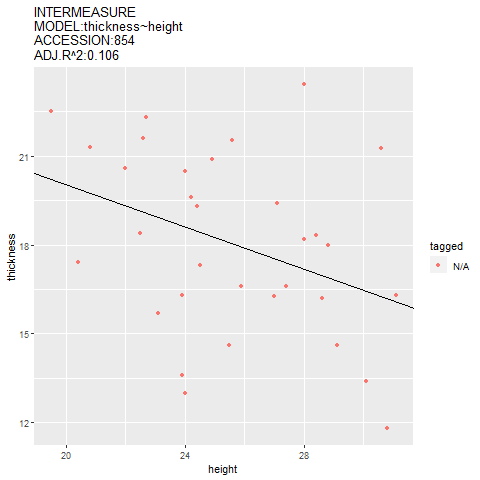 INTERMEASURE
MODEL:thickness~height
ACCESSION:854
ADJ.R^2:0.106
21
18
15
12
thickness
20
24
28
height
tagged
N/A